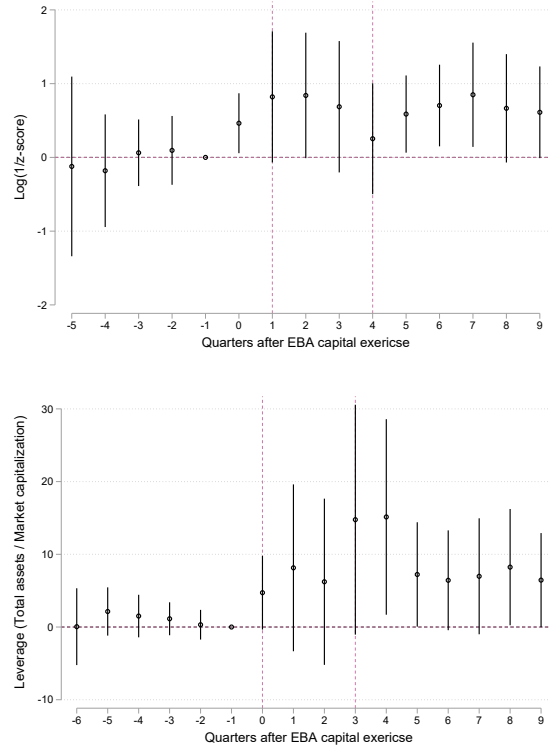 2
1
0
-1
-2
Log(1/z-score)
-5 -4 -3 -2 -1 0 1 2 3 4 5 6 7 8 9
Quarters after EBA capital exericse
30
20
10
0
-10
Leverage (Total assets / Market capitalization)
-6 -5 -4 -3 -2 -1 0 1 2 3 4 5 6 7 8 9
Quarters after EBA capital exericse